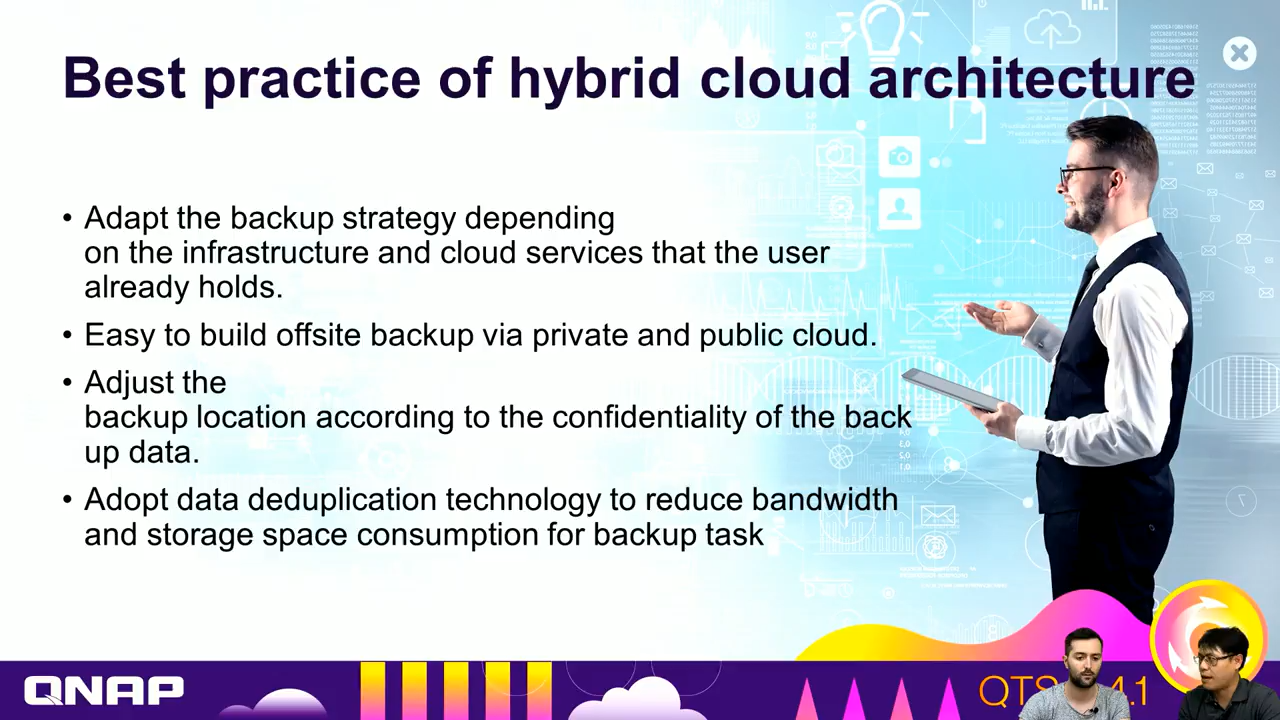 Best practice of hybrid cloud architecture
• Adapt the backup strategy depending
on the infrastructure and cloud services that the user
already holds.
• Easy to build offsite backup via private and public cloud.
• Adjust the
backup location according to the confidentiality of the back
up data.
• Adopt data deduplication technology to reduce bandwidth
and storage space consumption for backup task
QNAP